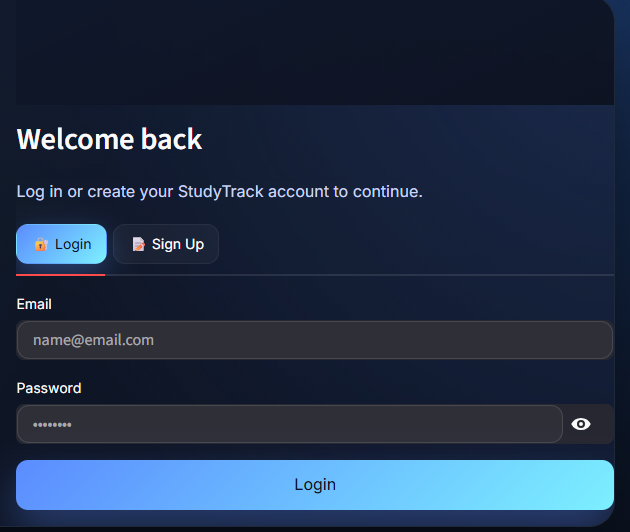 Welcome back
Log in or create your StudyTrack account to continue.
🔐 Login 📝 Sign Up
Email
name@email.com
Password
••••••••
Login